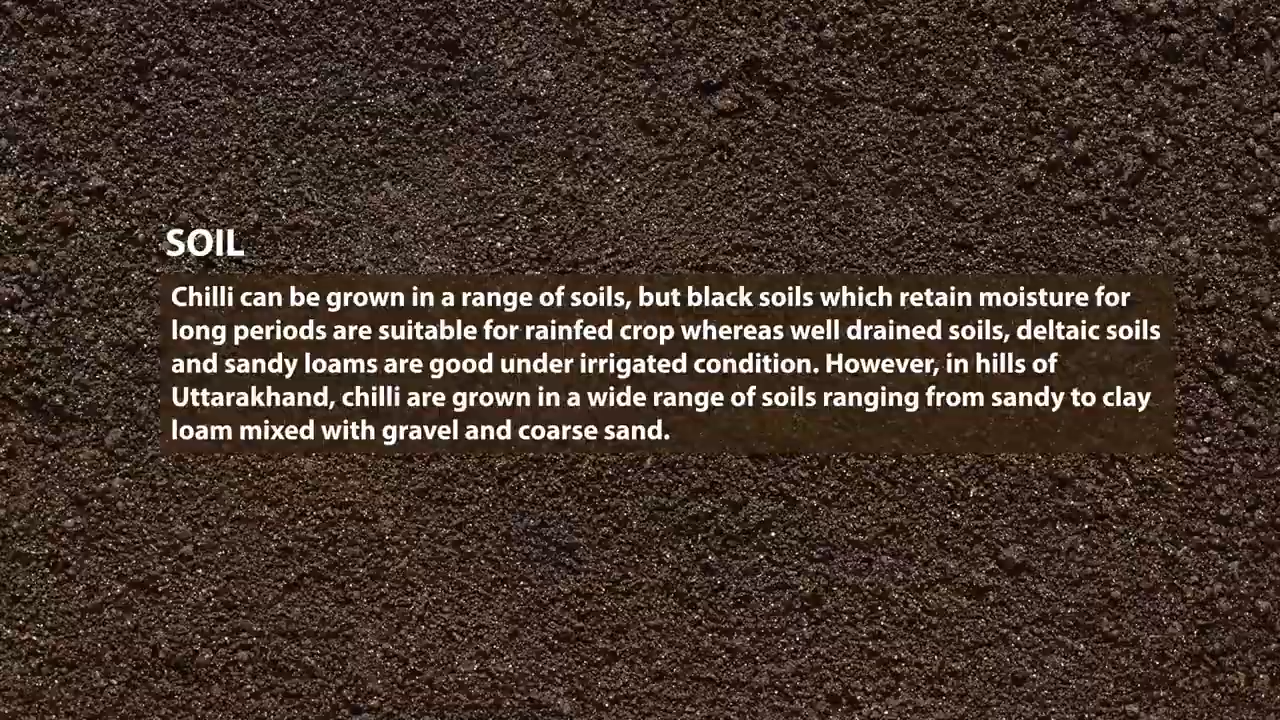 SOIL
Chilli can be grown in a range of soils, but black soils which retain moisture for
long periods are suitable for rainfed crop whereas well drained soils, deltaic soils
and sandy loams are good under irrigated condition. However, in hills of
Uttarakhand, chilli are grown in a wide range of soils ranging from sandy to clay
loam mixed with gravel and coarse sand.